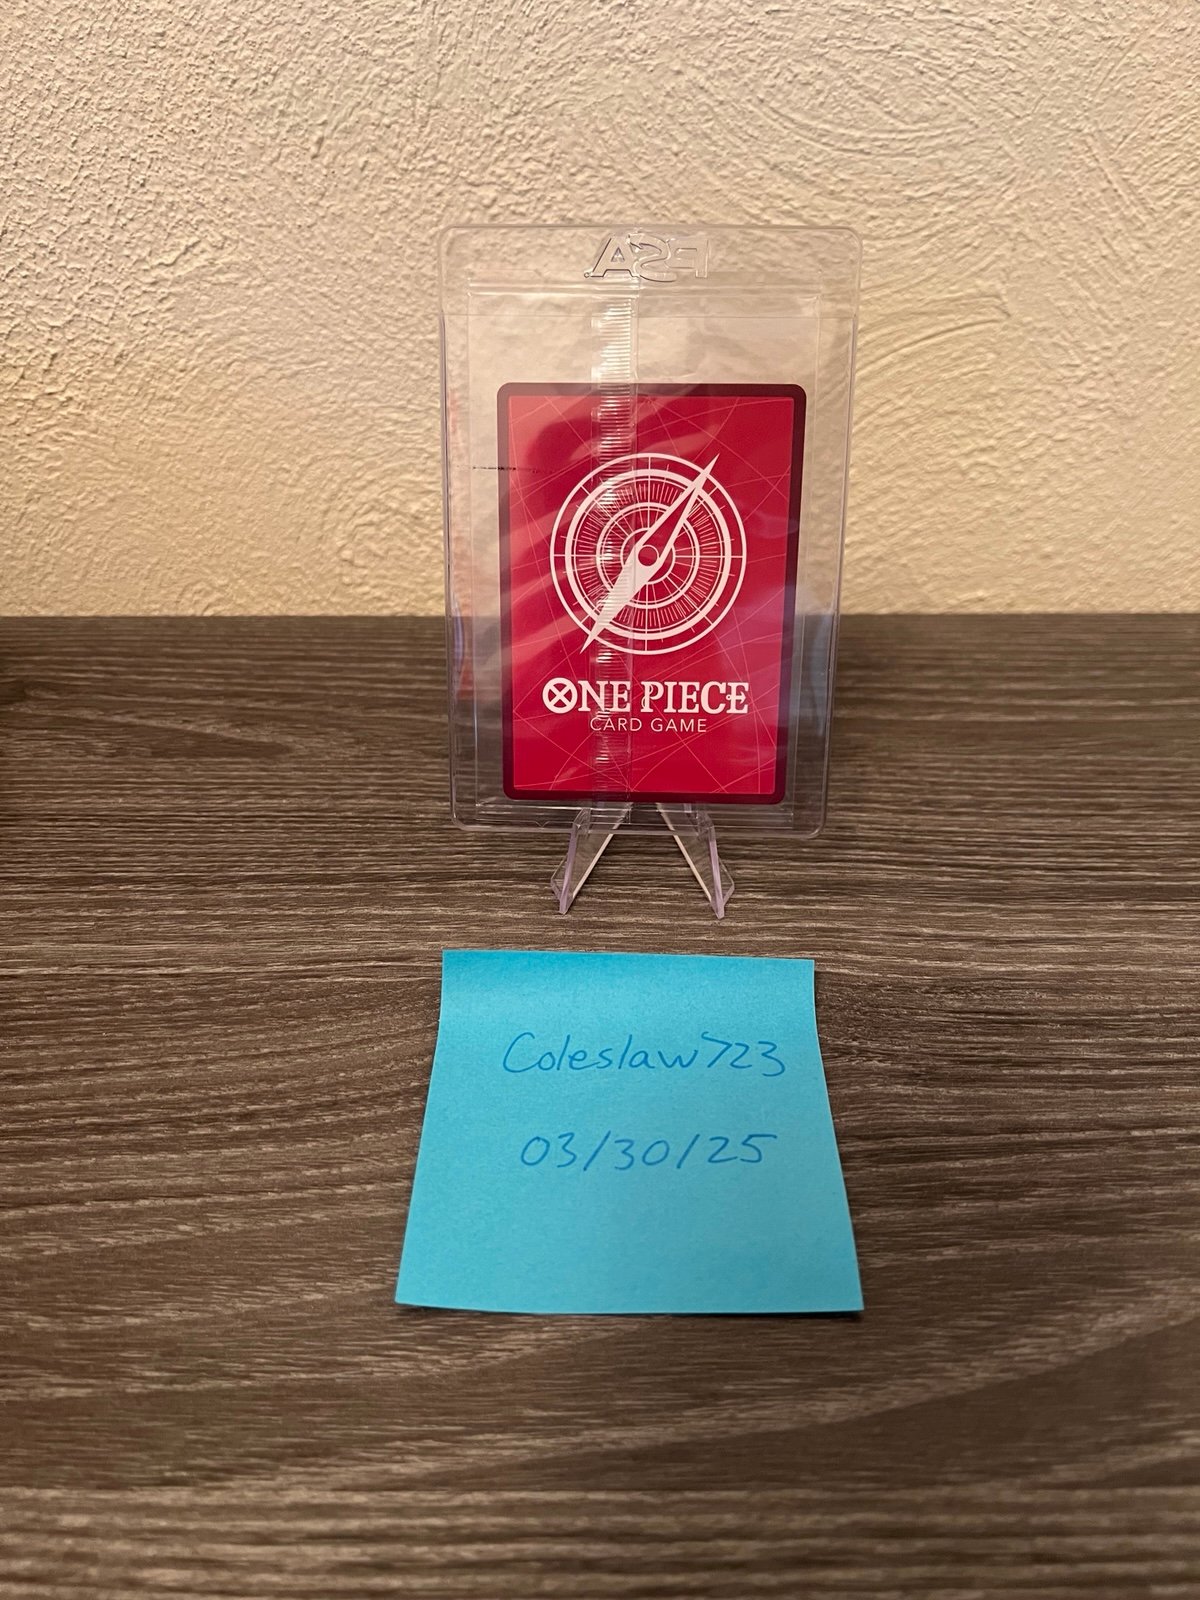 PSA
ONE PIECE
CARD GAME
Coleslaw723
03/30/25